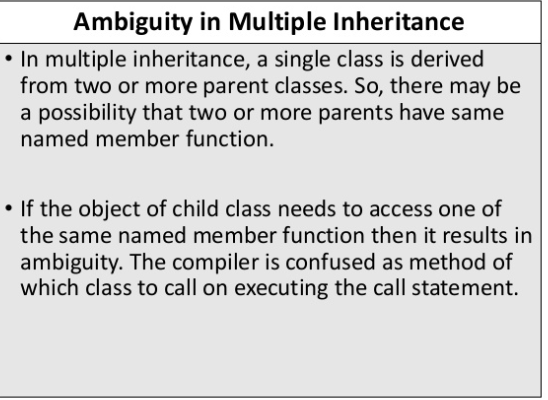 Ambiguity in Multiple Inheritance
• In multiple inheritance, a single class is derived
from two or more parent classes. So, there may be
a possibility that two or more parents have same
named member function.
• If the object of child class needs to access one of
the same named member function then it results in
ambiguity. The compiler is confused as method of
which class to call on executing the call statement.